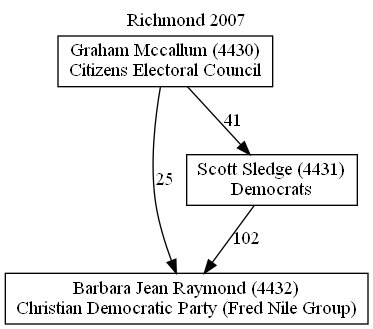 Richmond 2007
Graham Mccallum (4430)
Citizens Electoral Council
41
Scott Sledge (4431)
Democrats
25
102
Barbara Jean Raymond (4432)
Christian Democratic Party (Fred Nile Group)